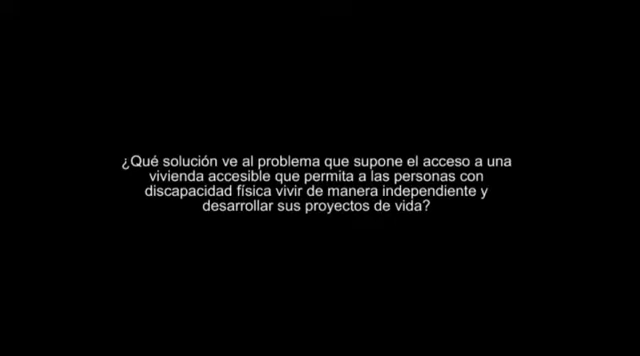 ¿Qué solución ve al problema que supone el acceso a una
vivienda accesible que permita a las personas con
discapacidad física vivir de manera independiente y
desarrollar sus proyectos de vida?